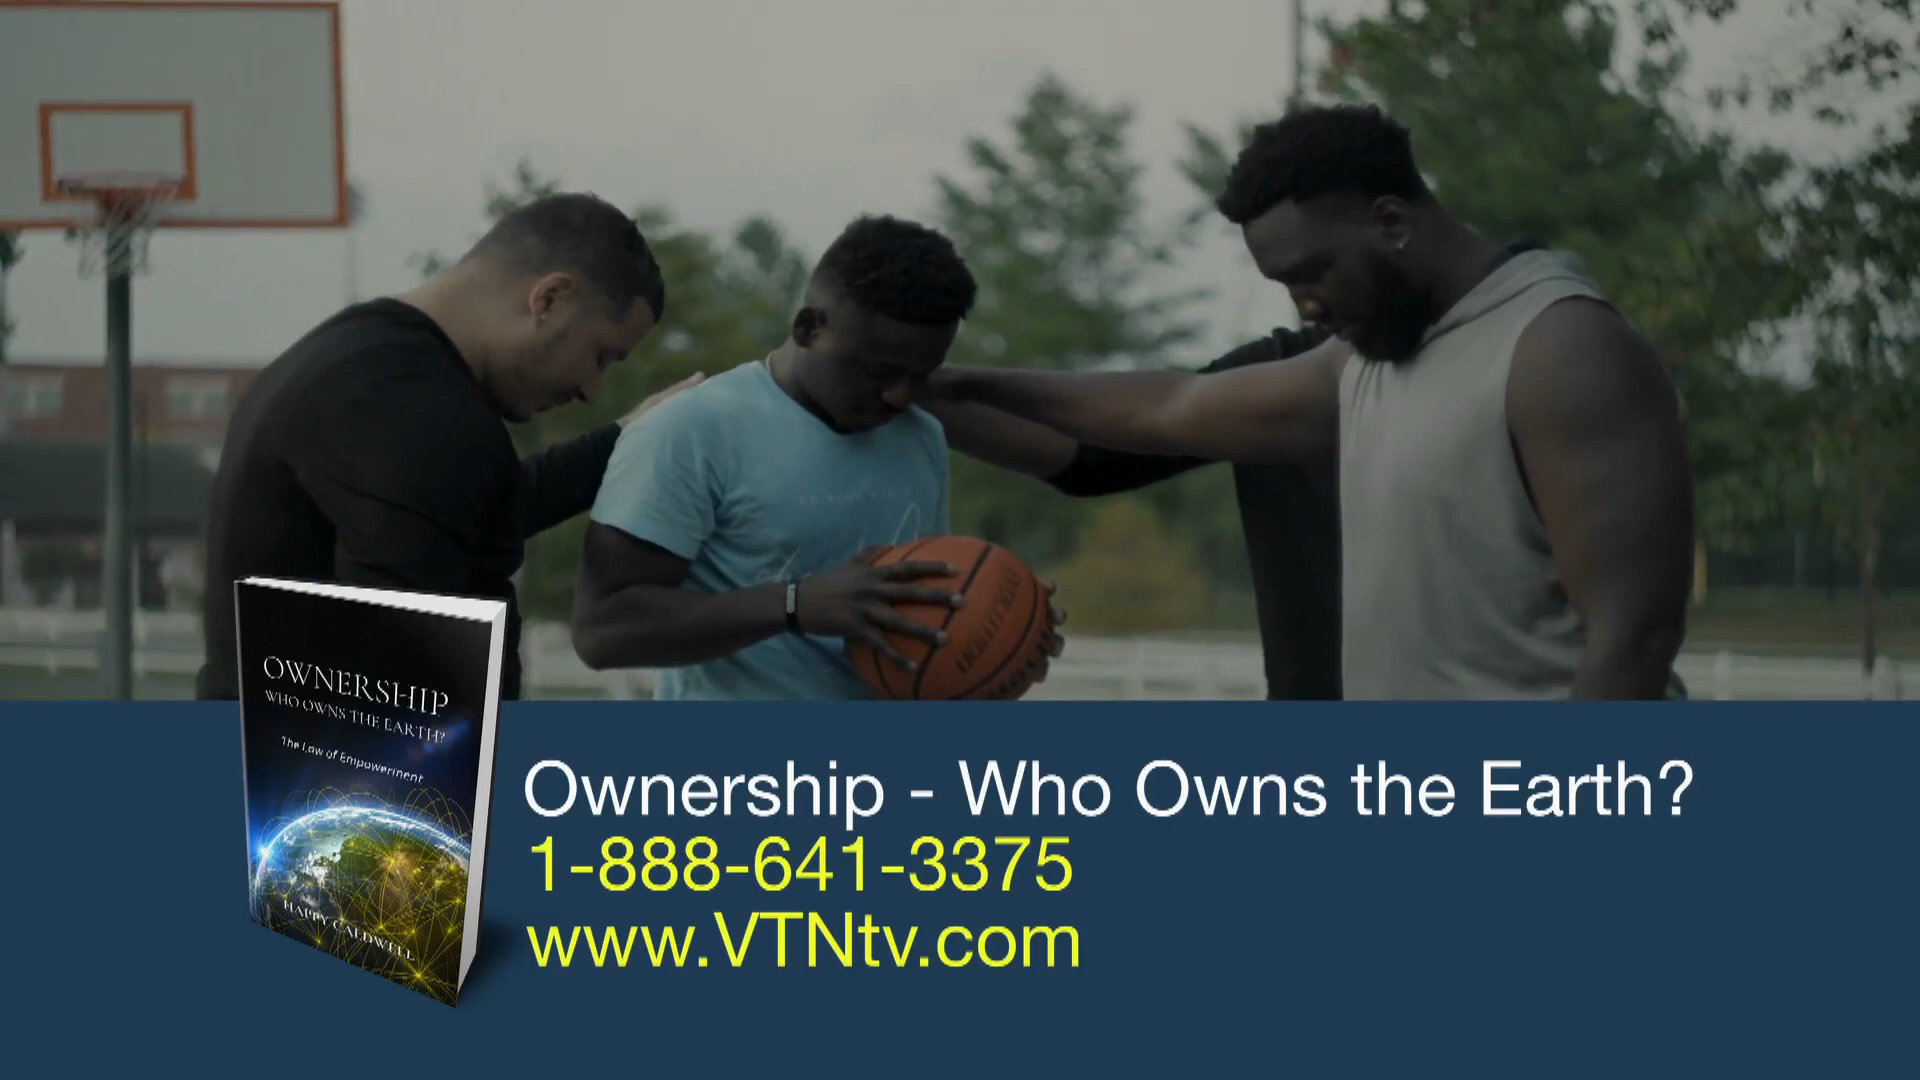 OWNERSHIP
WHO OWNS THE EARTH?
The Law of Empowerment
HAPPY CALDWELL
Ownership - Who Owns the Earth?
1-888-641-3375
www.VTNtv.com